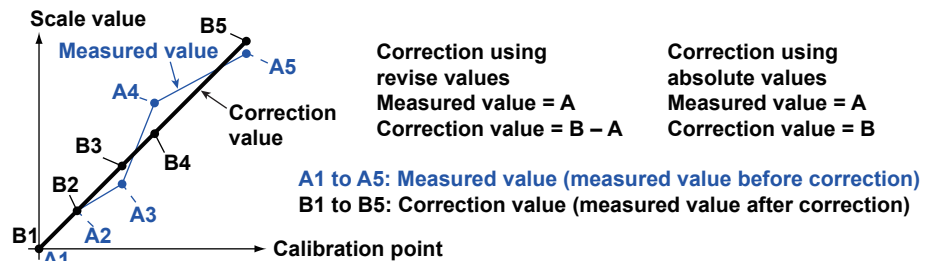 Scale value
B5
Measured value
A5
A4
Correction
value
B3
B4
B2
A3
A2
B1
A1
Calibration point
Correction using
revise values
Measured value = A
Correction value = B – A
Correction using
absolute values
Measured value = A
Correction value = B
A1 to A5: Measured value (measured value before correction)
B1 to B5: Correction value (measured value after correction)